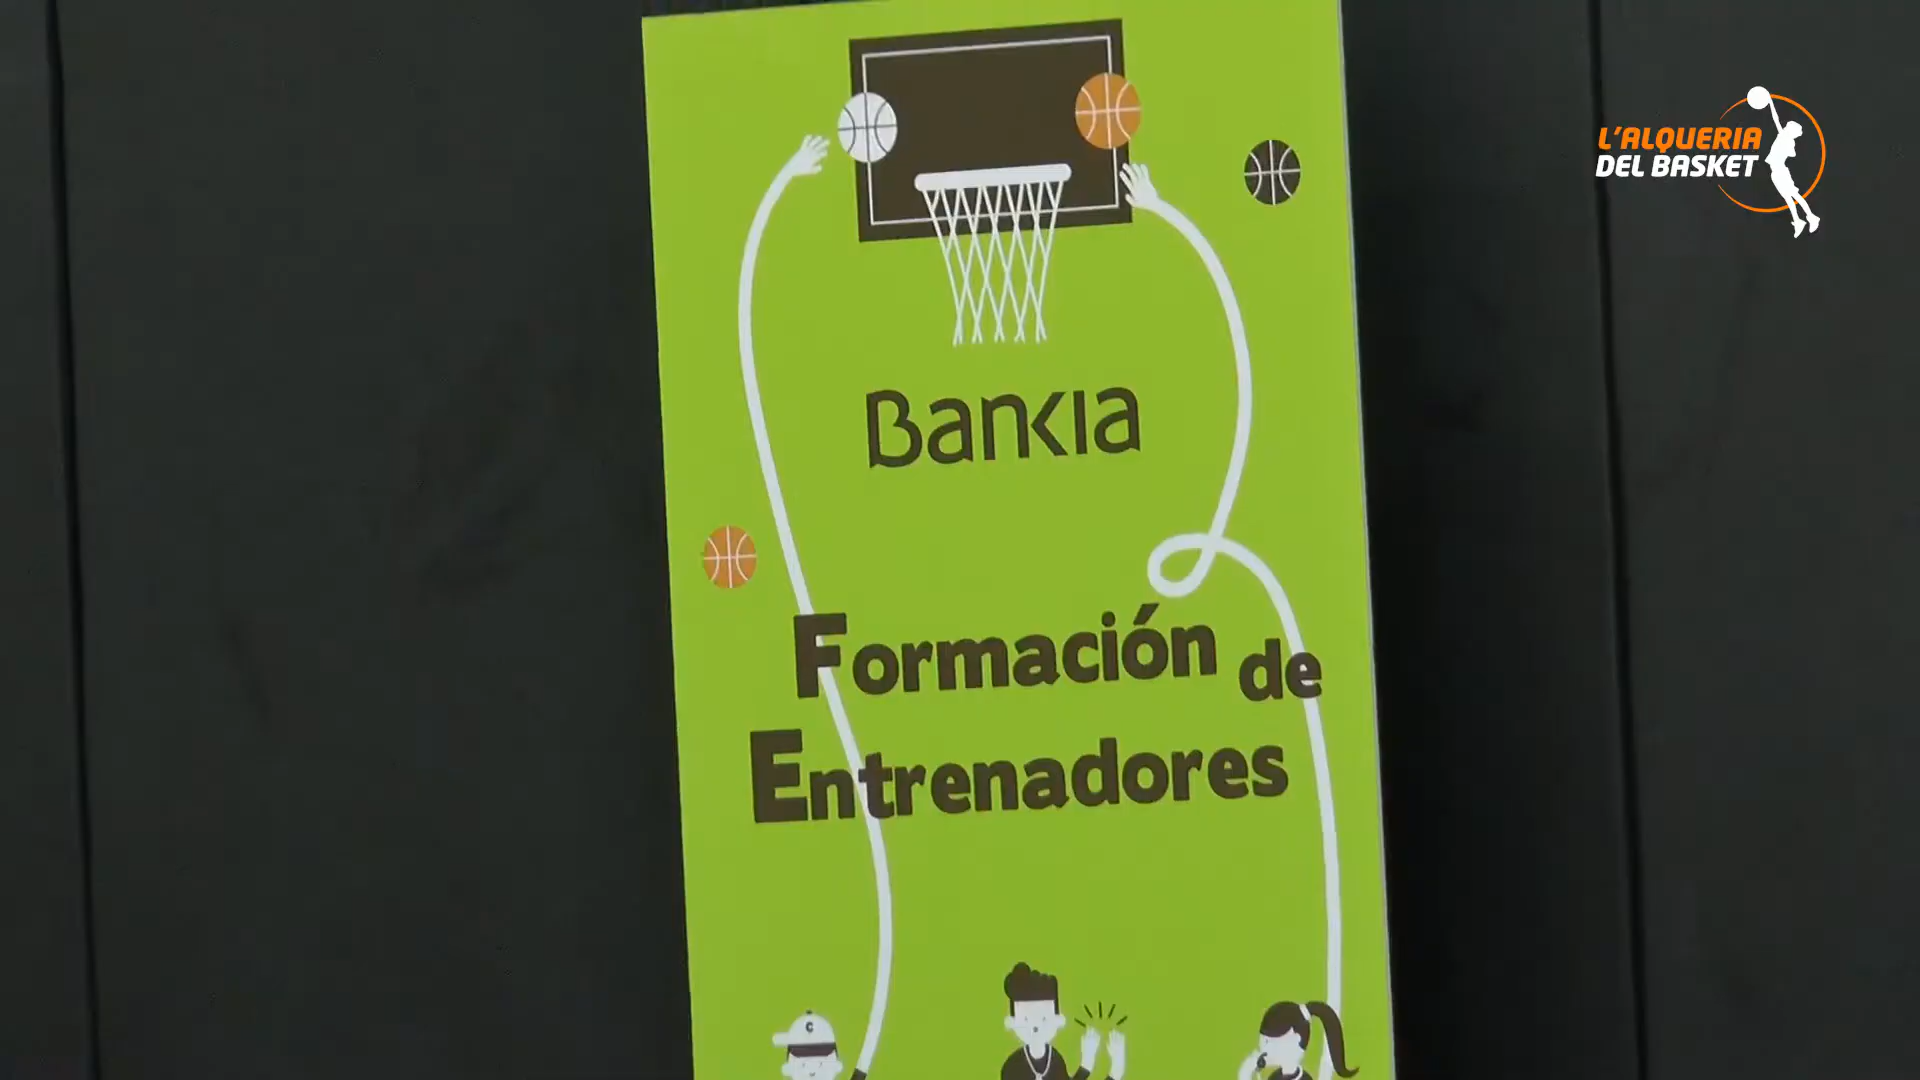 L'ALQUERIA
DEL BASKET
Bankia
Formación de
Entrenadores
C